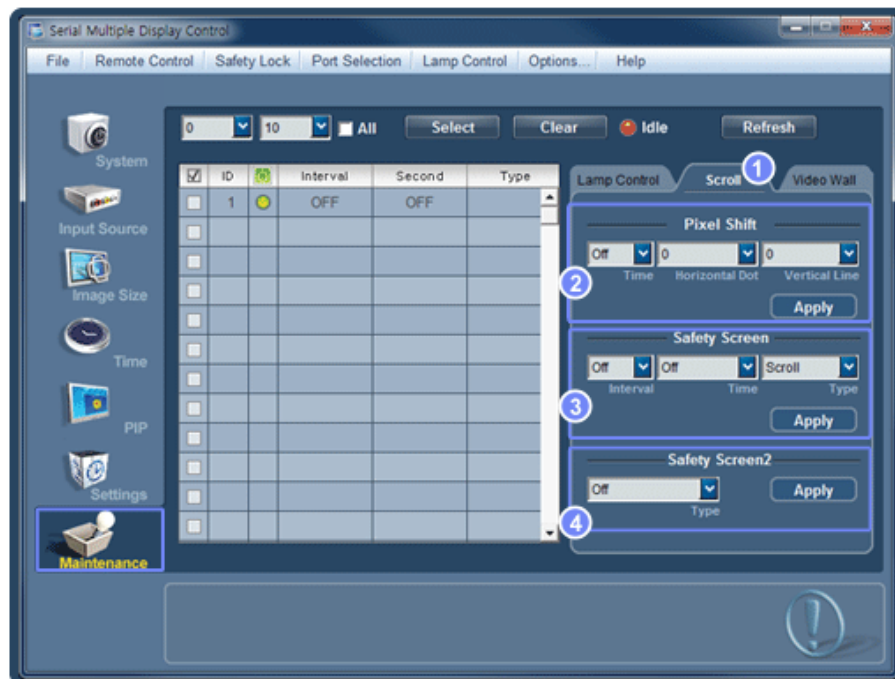 Serial Multiple Display Control
File Remote Control Safety Lock Port Selection Lamp Control Options... Help
0 10 All Select Clear Idle Refresh
System
Input Source
Image Size
Time
PIP
Settings
Maintenance
ID Interval Second Type
1 OFF OFF
Lamp Control Scroll 1 Video Wall
Pixel Shift
Off 0 0
2 Time Horizontal Dot Vertical Line
Apply
Safety Screen
Off Off Scroll
Interval Time Type
3 Apply
Safety Screen2
Off Apply
Type
4